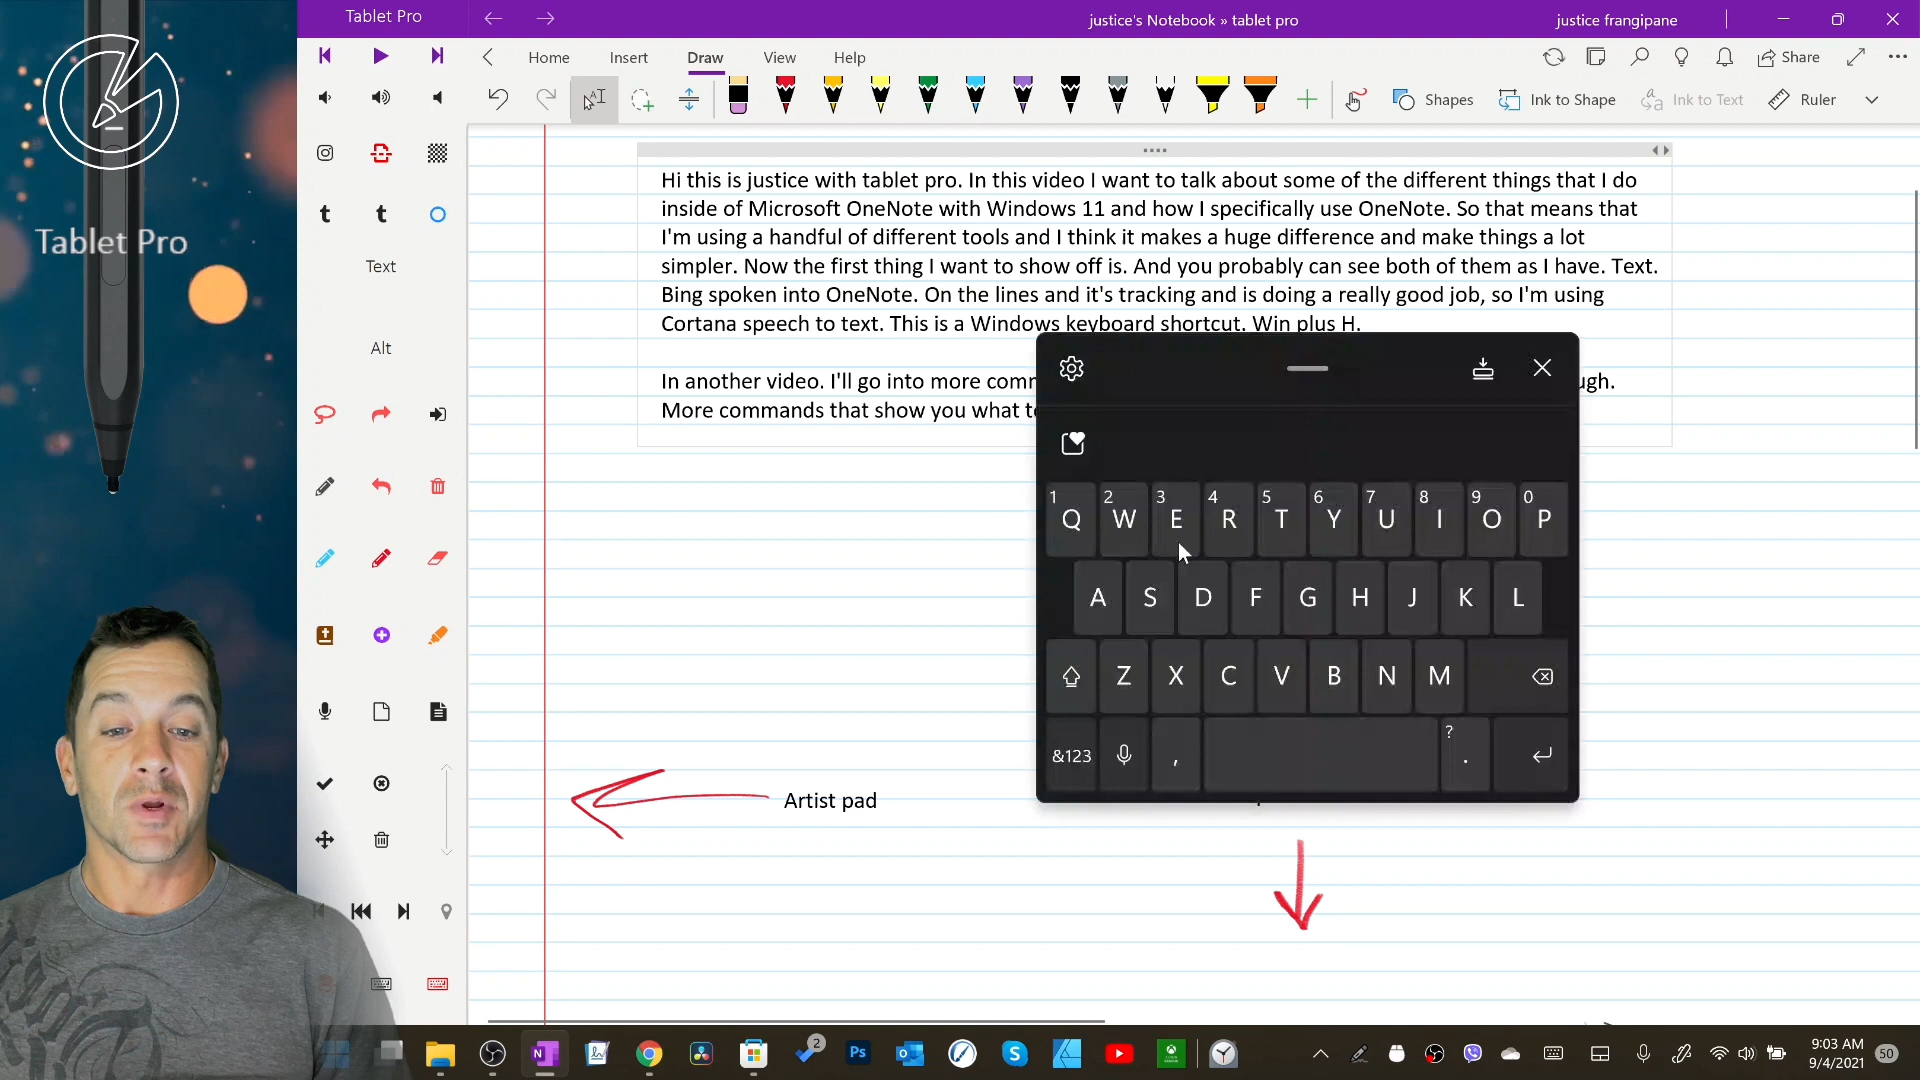 Tablet Pro
justice's Notebook » tablet pro
justice frangipane
Home
Insert
Draw
View
Help
Share
Shapes
Ink to Shape
Ink to Text
Ruler
t
t
Tablet Pro
Text
Alt
Hi this is justice with tablet pro. In this video I want to talk about some of the different things that I do
inside of Microsoft OneNote with Windows 11 and how I specifically use OneNote. So that means that
I'm using a handful of different tools and I think it makes a huge difference and make things a lot
simpler. Now the first thing I want to show off is. And you probably can see both of them as I have. Text.
Bing spoken into OneNote. On the lines and it's tracking and is doing a really good job, so I'm using
Cortana speech to text. This is a Windows keyboard shortcut. Win plus H.
In another video. I'll go into more comm
ugh.
More commands that show you what t
1 2 3 4 5 6 7 8 9 0
Q W E R T Y U I O P
A S D F G H J K L
Z X C V B N M
&123 , ? .
Artist pad
2
Ps
9:03 AM
9/4/2021
50